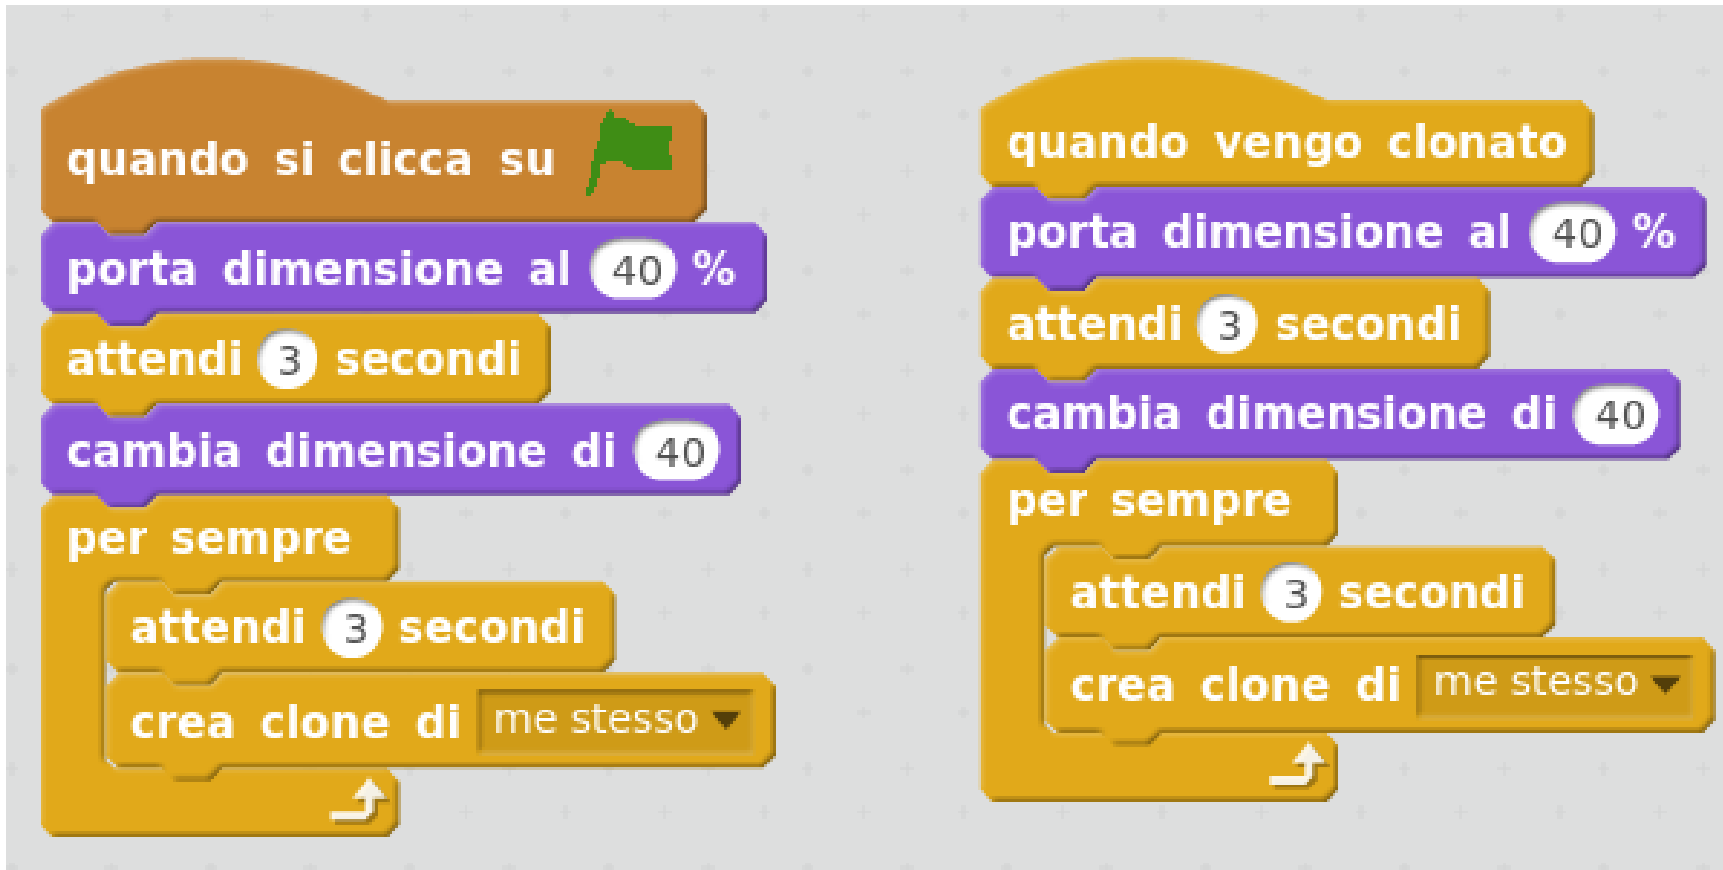 quando si clicca su
porta dimensione al 40 %
attendi 3 secondi
cambia dimensione di 40
per sempre
attendi 3 secondi
crea clone di me stesso
quando vengo clonato
porta dimensione al 40 %
attendi 3 secondi
cambia dimensione di 40
per sempre
attendi 3 secondi
crea clone di me stesso